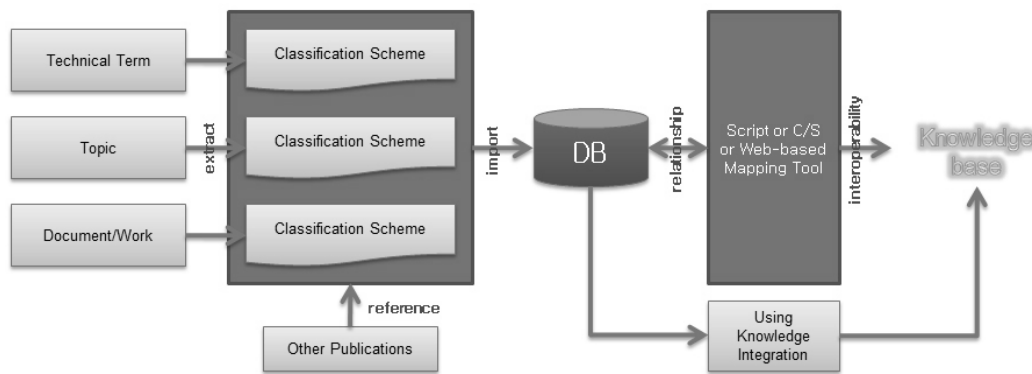 Technical Term
Topic
Document/Work
extract
Classification Scheme
Classification Scheme
Classification Scheme
reference
Other Publications
import
DB
relationship
Script or C/S
or Web-based
Mapping Tool
interoperability
Knowledge
base
Using
Knowledge
Integration